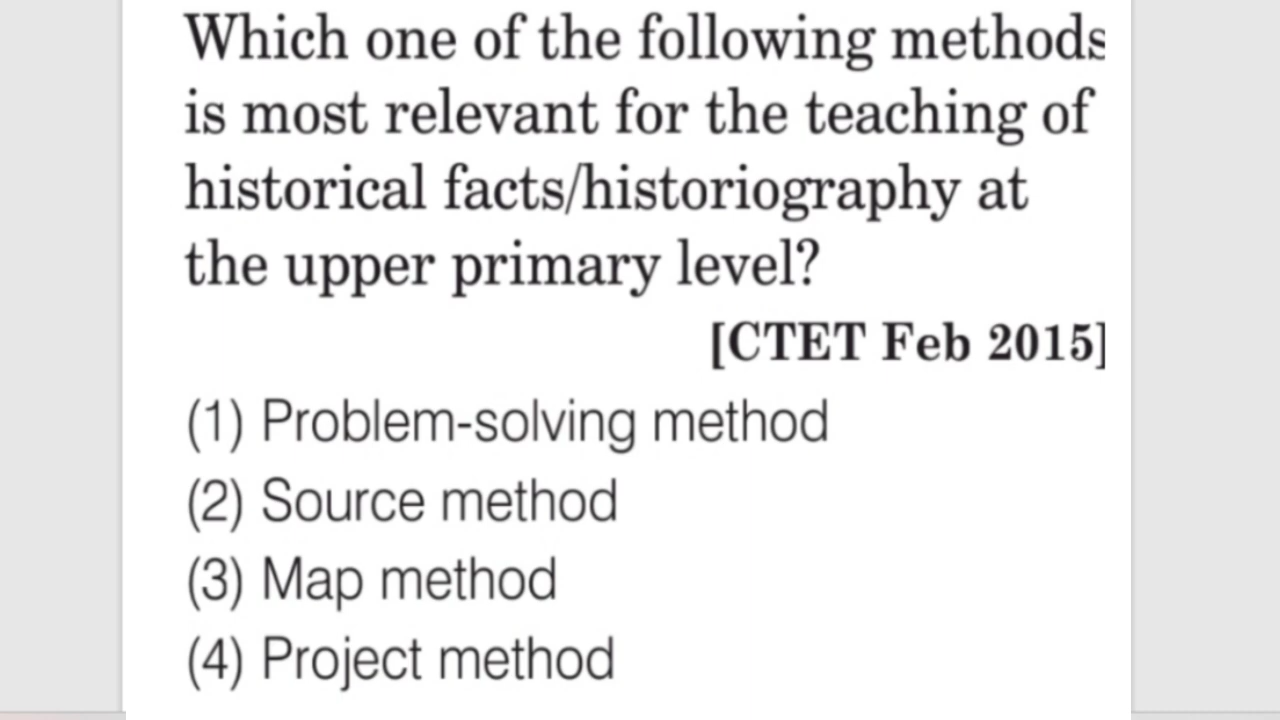 Which one of the following methods
is most relevant for the teaching of
historical facts/historiography at
the upper primary level?
[CTET Feb 2015]
(1) Problem-solving method
(2) Source method
(3) Map method
(4) Project method